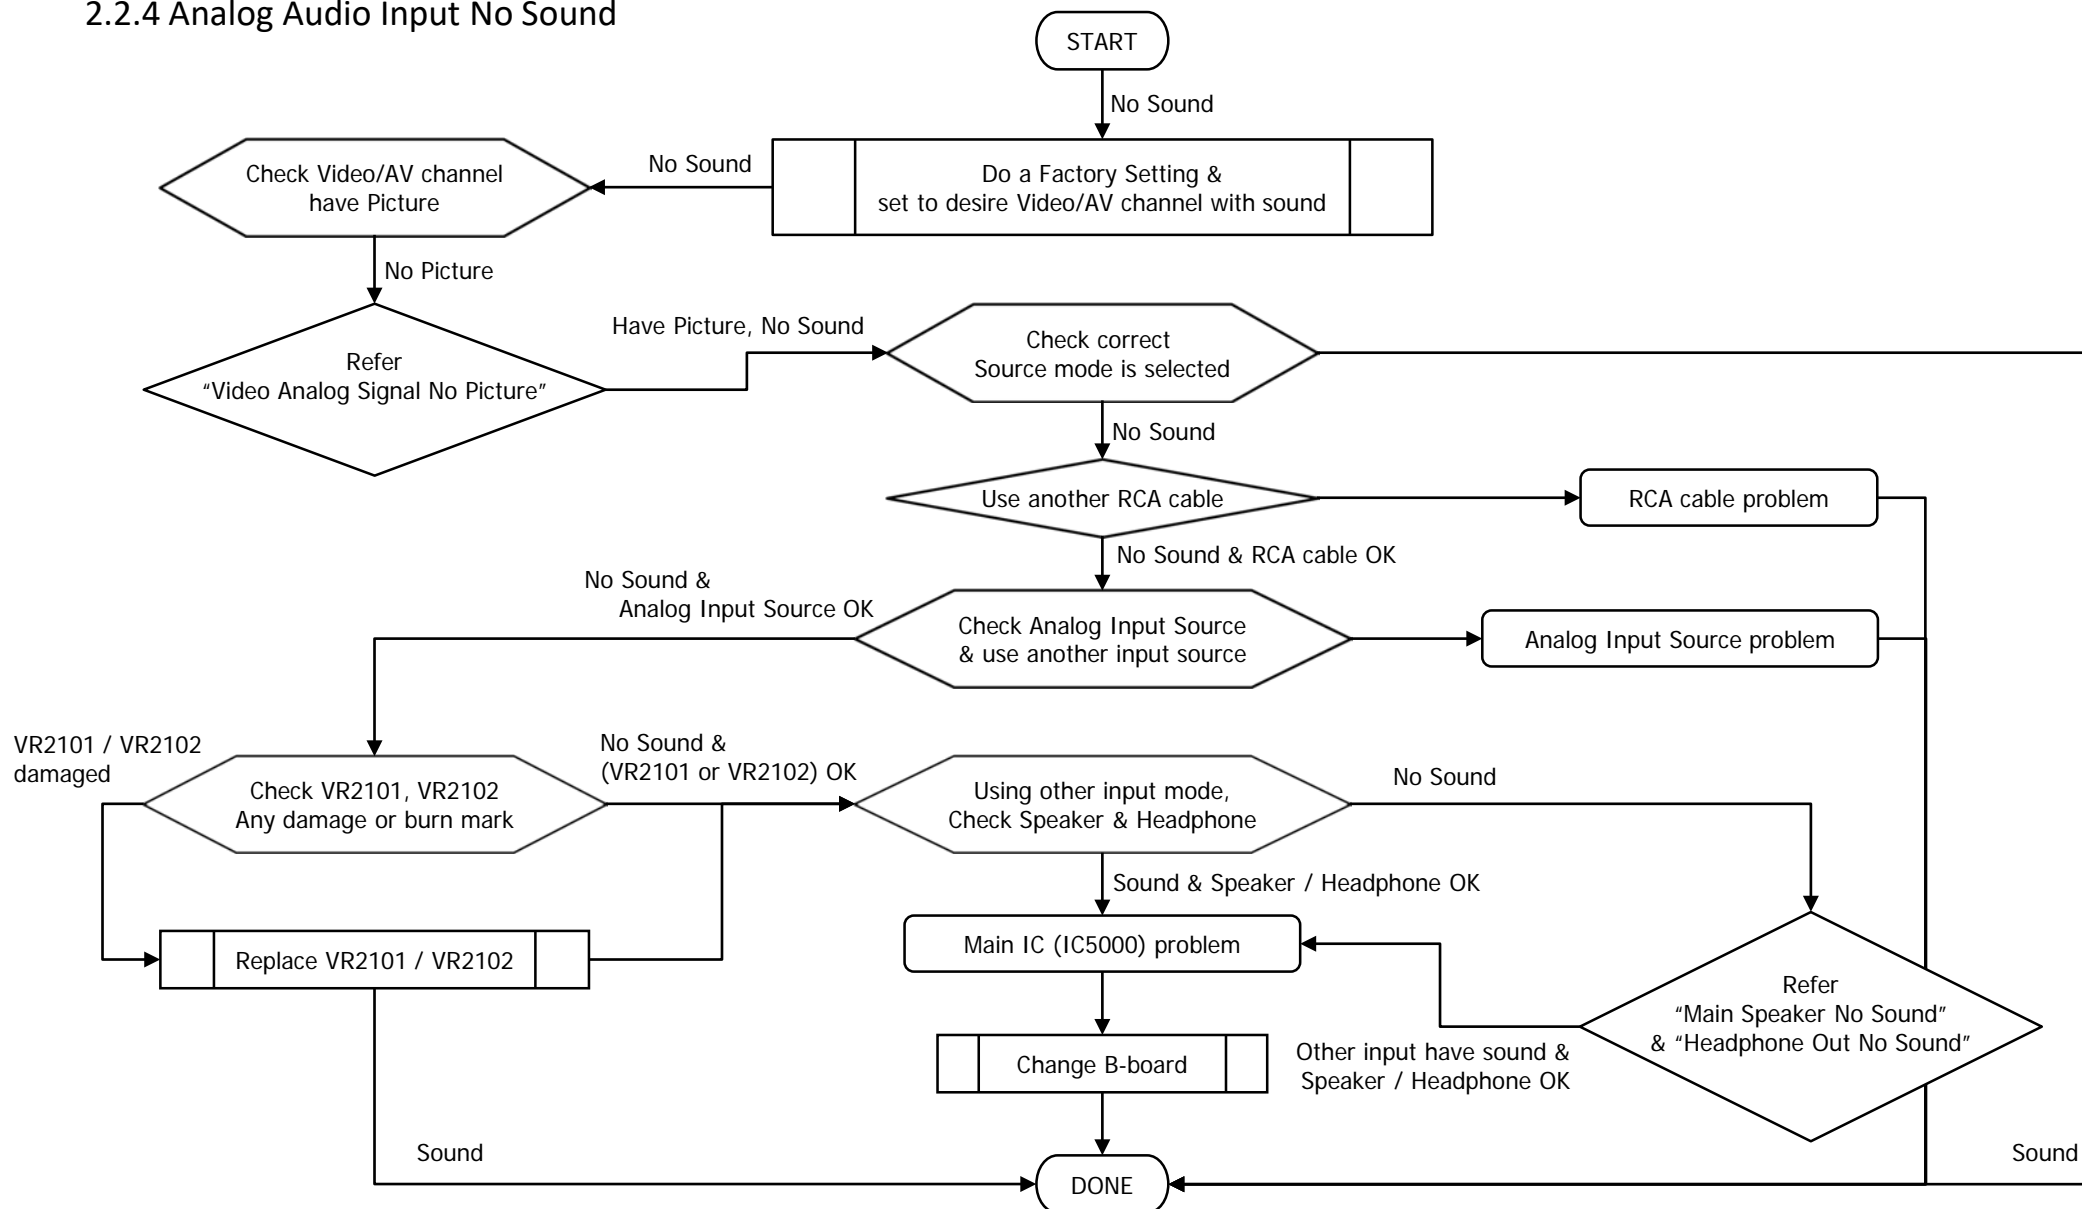 2.2.4 Analog Audio Input No Sound
START
No Sound
Do a Factory Setting &
set to desire Video/AV channel with sound
No Sound
Check Video/AV channel
have Picture
No Picture
Refer
“Video Analog Signal No Picture”
Have Picture, No Sound
Check correct
Source mode is selected
No Sound
Use another RCA cable
RCA cable problem
No Sound & RCA cable OK
No Sound &
Analog Input Source OK
Check Analog Input Source
& use another input source
Analog Input Source problem
VR2101 / VR2102
damaged
Check VR2101, VR2102
Any damage or burn mark
No Sound &
(VR2101 or VR2102) OK
Using other input mode,
Check Speaker & Headphone
No Sound
Sound & Speaker / Headphone OK
Replace VR2101 / VR2102
Main IC (IC5000) problem
Refer
“Main Speaker No Sound”
& “Headphone Out No Sound”
Other input have sound &
Speaker / Headphone OK
Change B-board
Sound
DONE
Sound